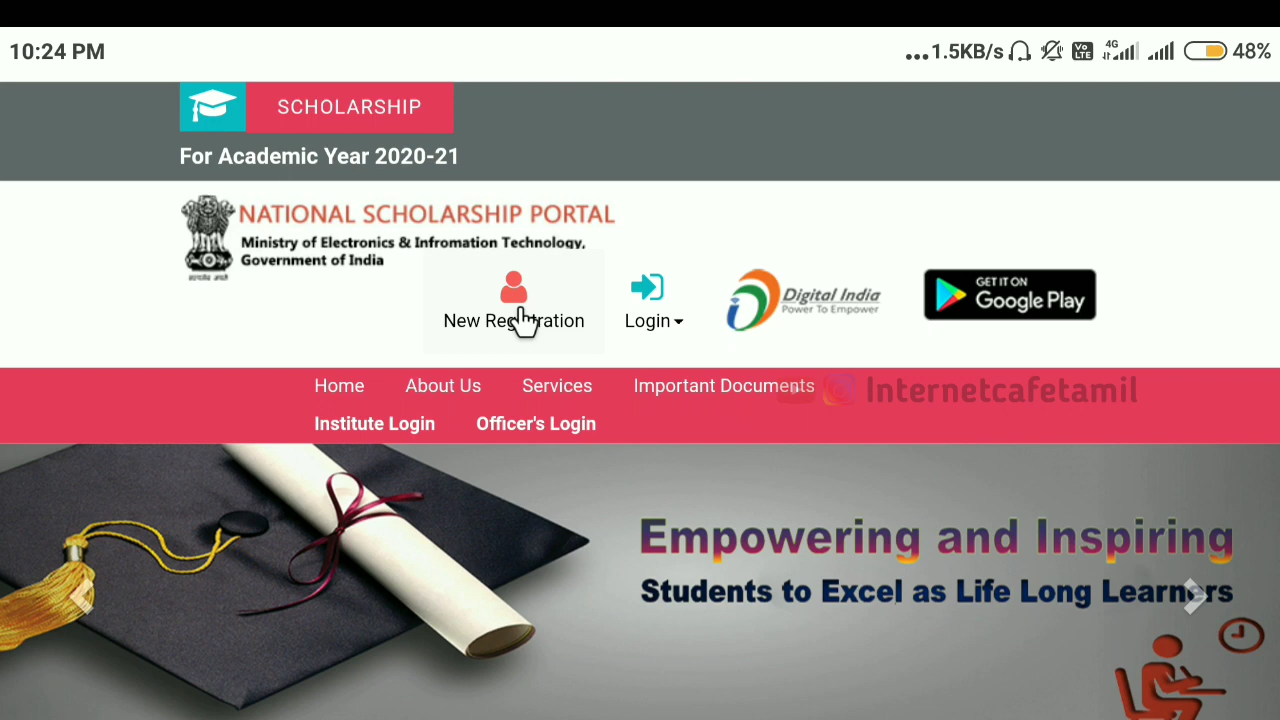 10:24 PM
...1.5KB/s
Vo LTE
4G
48%
SCHOLARSHIP
For Academic Year 2020-21
NATIONAL SCHOLARSHIP PORTAL
Ministry of Electronics & Infromation Technology,
Government of India
New Registration
Login
Digital India
Power To Empower
GET IT ON
Google Play
Home About Us Services Important Documents
Internetcafetamil
Institute Login Officer's Login
Empowering and Inspiring
Students to Excel as Life Long Learners